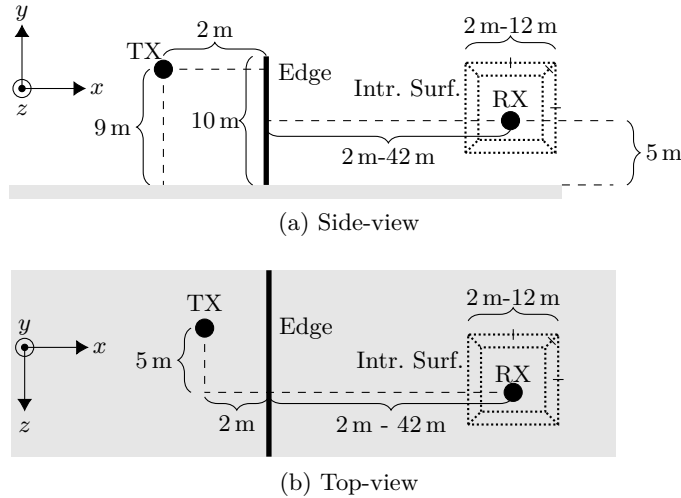 y
x
z
TX
2 m
Edge
9 m
10 m
2 m-12 m
Intr. Surf.
RX
2 m-42 m
5 m
(a) Side-view
y
x
z
TX
5 m
Edge
2 m
2 m-12 m
Intr. Surf.
RX
2 m - 42 m
(b) Top-view